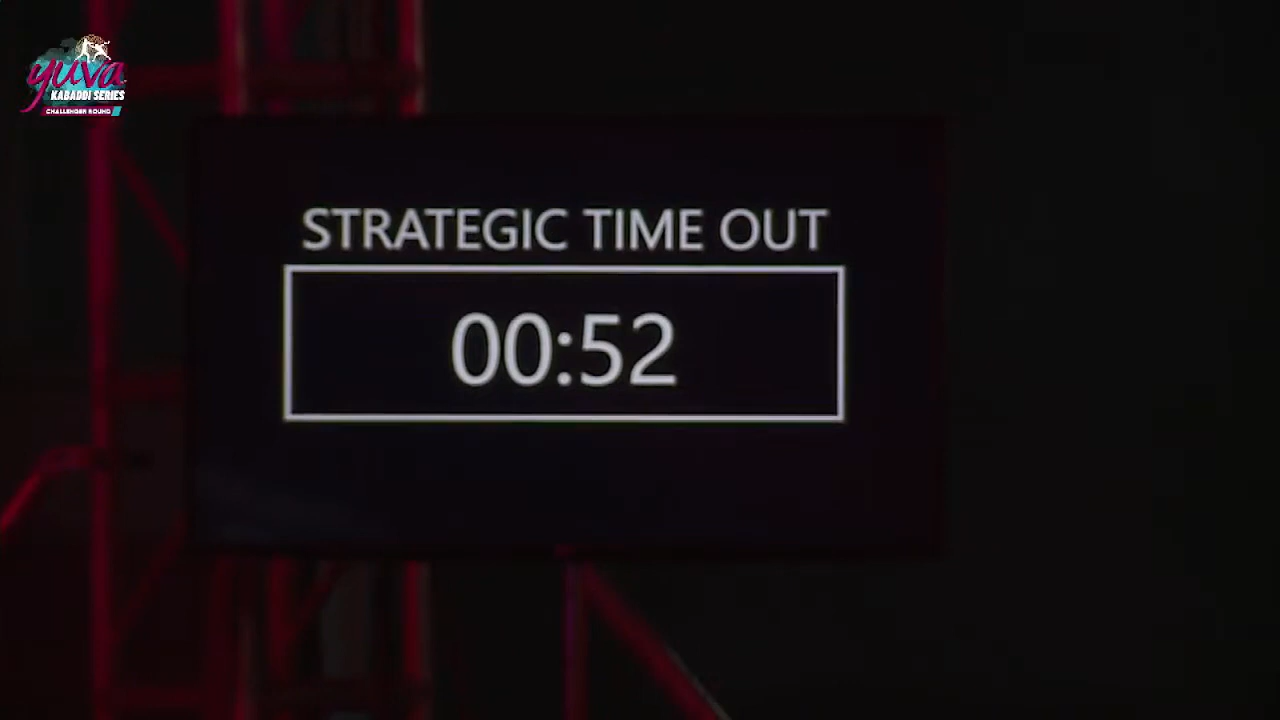 yuva
KABADDI SERIES
CHALLENGER ROUND
STRATEGIC TIME OUT
00:52